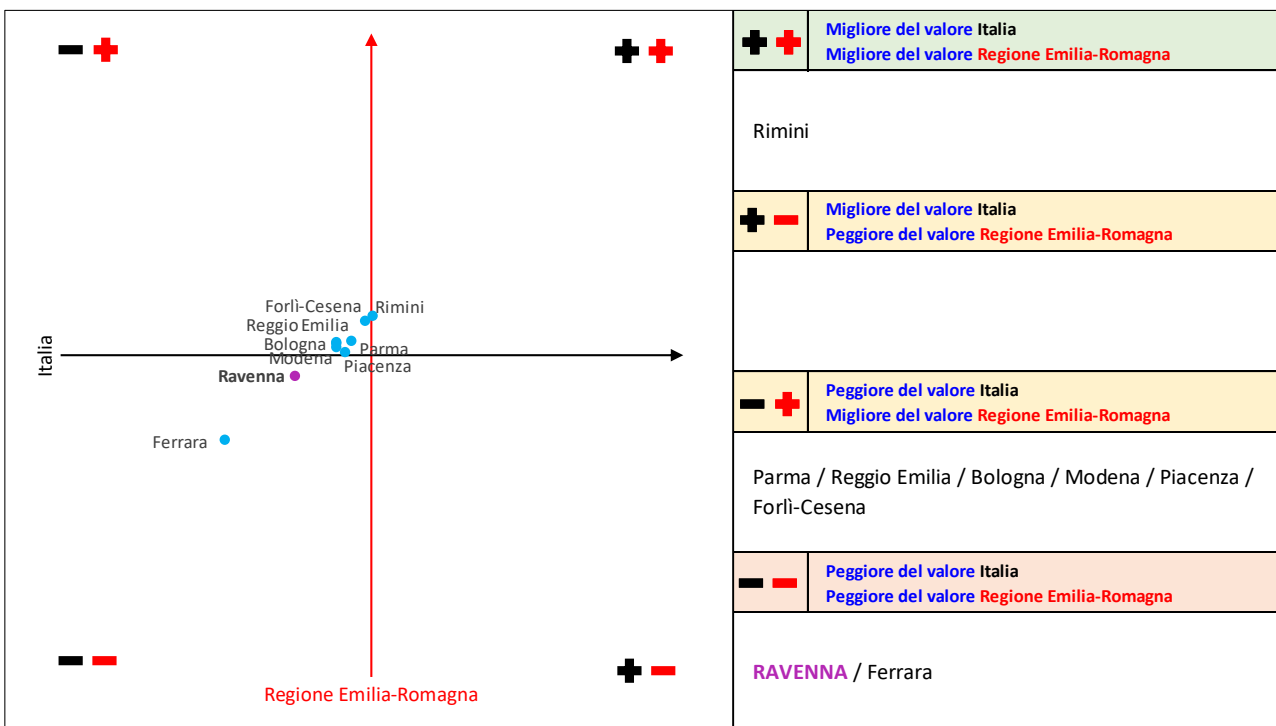 Forlì-Cesena
Rimini
Reggio Emilia
Bologna
Parma
Modena
Piacenza
Italia
Ravenna
Ferrara
Regione Emilia-Romagna
Migliore del valore Italia
Migliore del valore Regione Emilia-Romagna
Rimini
Migliore del valore Italia
Peggiore del valore Regione Emilia-Romagna
Peggiore del valore Italia
Migliore del valore Regione Emilia-Romagna
Parma / Reggio Emilia / Bologna / Modena / Piacenza /
Forlì-Cesena
Peggiore del valore Italia
Peggiore del valore Regione Emilia-Romagna
RAVENNA / Ferrara